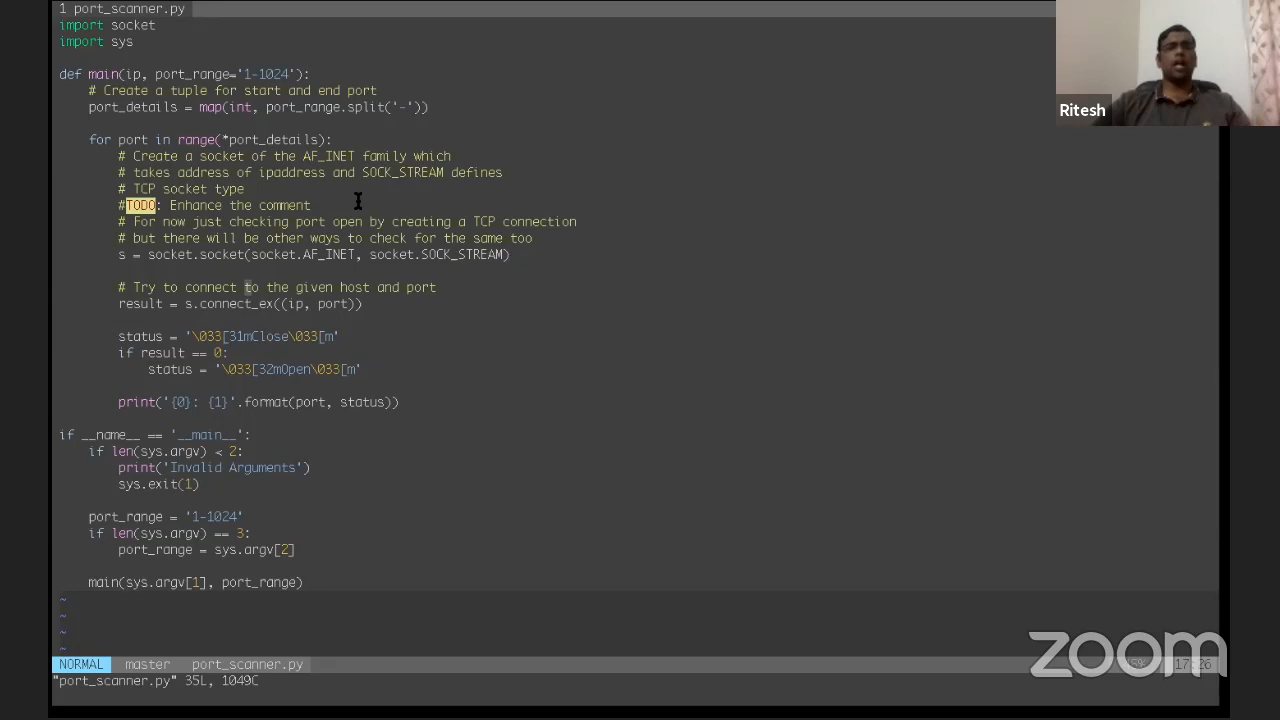 1 port_scanner.py
import socket
import sys
def main(ip, port_range='1-1024'):
# Create a tuple for start and end port
port_details = map(int, port_range.split('-'))
for port in range(*port_details):
# Create a socket of the AF_INET family which
# takes address of ipaddress and SOCK_STREAM defines
# TCP socket type
#TODO: Enhance the comment
# For now just checking port open by creating a TCP connection
# but there will be other ways to check for the same too
s = socket.socket(socket.AF_INET, socket.SOCK_STREAM)
# Try to connect to the given host and port
result = s.connect_ex((ip, port))
status = '\033[31mClose\033[m'
if result == 0:
status = '\033[32mOpen\033[m'
print('{0}: {1}'.format(port, status))
if __name__ == '__main__':
if len(sys.argv) < 2:
print('Invalid Arguments')
sys.exit(1)
port_range = '1-1024'
if len(sys.argv) == 3:
port_range = sys.argv[2]
main(sys.argv[1], port_range)
~
~
~
~
NORMAL master port_scanner.py 17:26
"port_scanner.py" 35L, 1049C
Ritesh
zoom